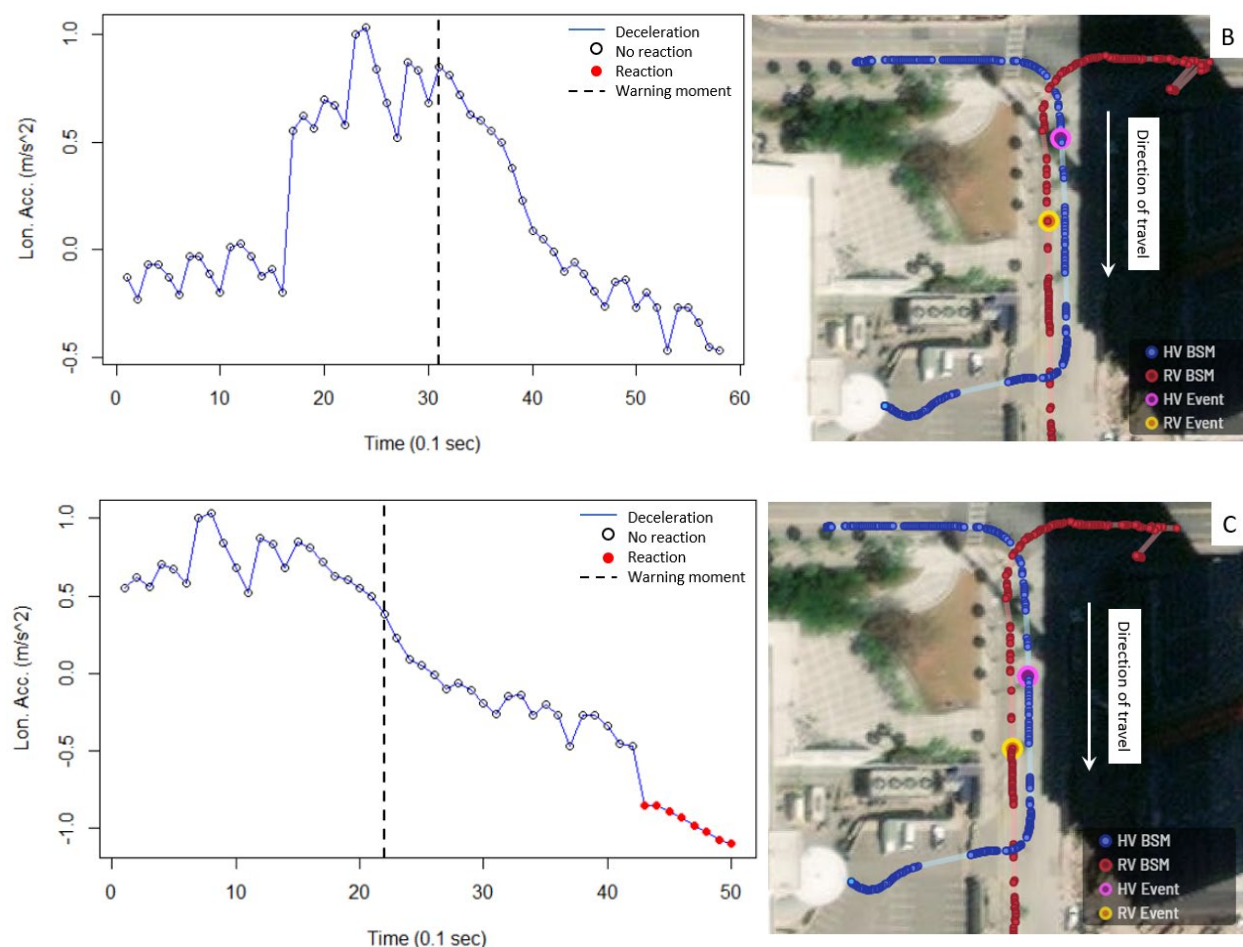 Lon. Acc. (m/s^2)
1.0
0.5
0.0
-0.5
Deceleration
No reaction
Reaction
Warning moment
0 10 20 30 40 50 60
Time (0.1 sec)
B
Direction of travel
HV BSM
RV BSM
HV Event
RV Event
Lon. Acc. (m/s^2)
1.0
0.5
0.0
-0.5
-1.0
Deceleration
No reaction
Reaction
Warning moment
0 10 20 30 40 50
Time (0.1 sec)
C
Direction of travel
HV BSM
RV BSM
HV Event
RV Event